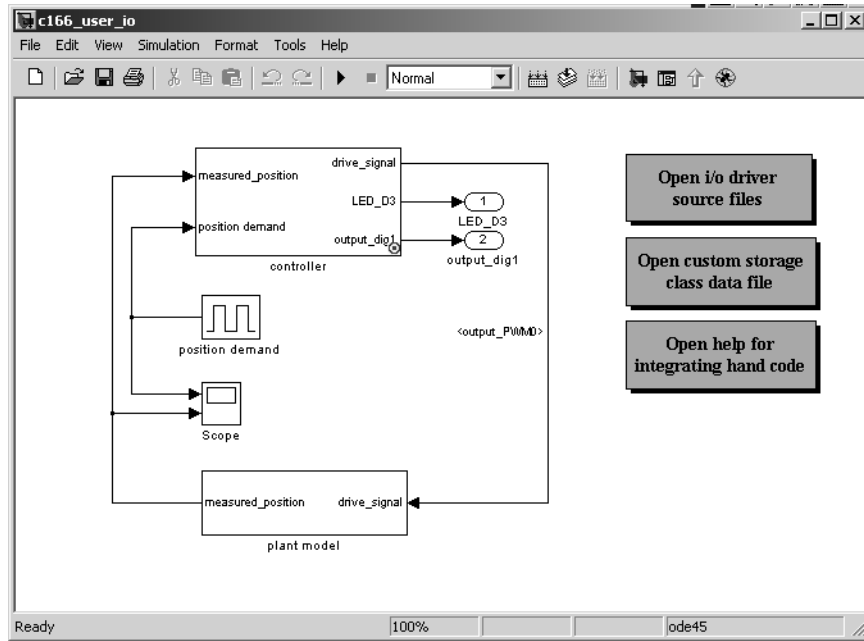 c166_user_io
File Edit View Simulation Format Tools Help
Normal
measured_position
position demand
drive_signal
LED_D3
output_dig1
controller
1
LED_D3
2
output_dig1
position demand
<output_PWM0>
Scope
measured_position
drive_signal
plant model
Open i/o driver
source files
Open custom storage
class data file
Open help for
integrating hand code
Ready
100%
ode45